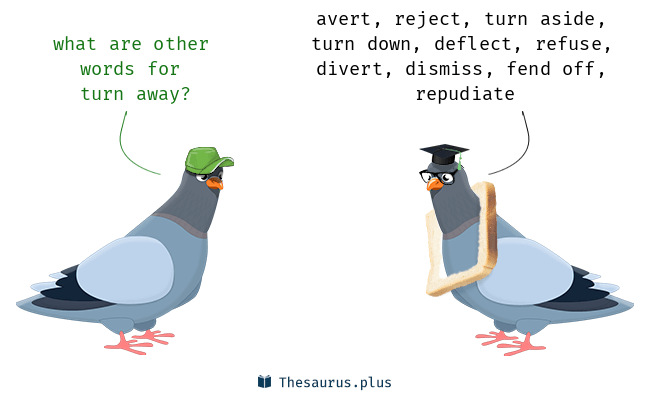 what are other
words for
turn away?
avert, reject, turn aside,
turn down, deflect, refuse,
divert, dismiss, fend off,
repudiate
Thesaurus.plus